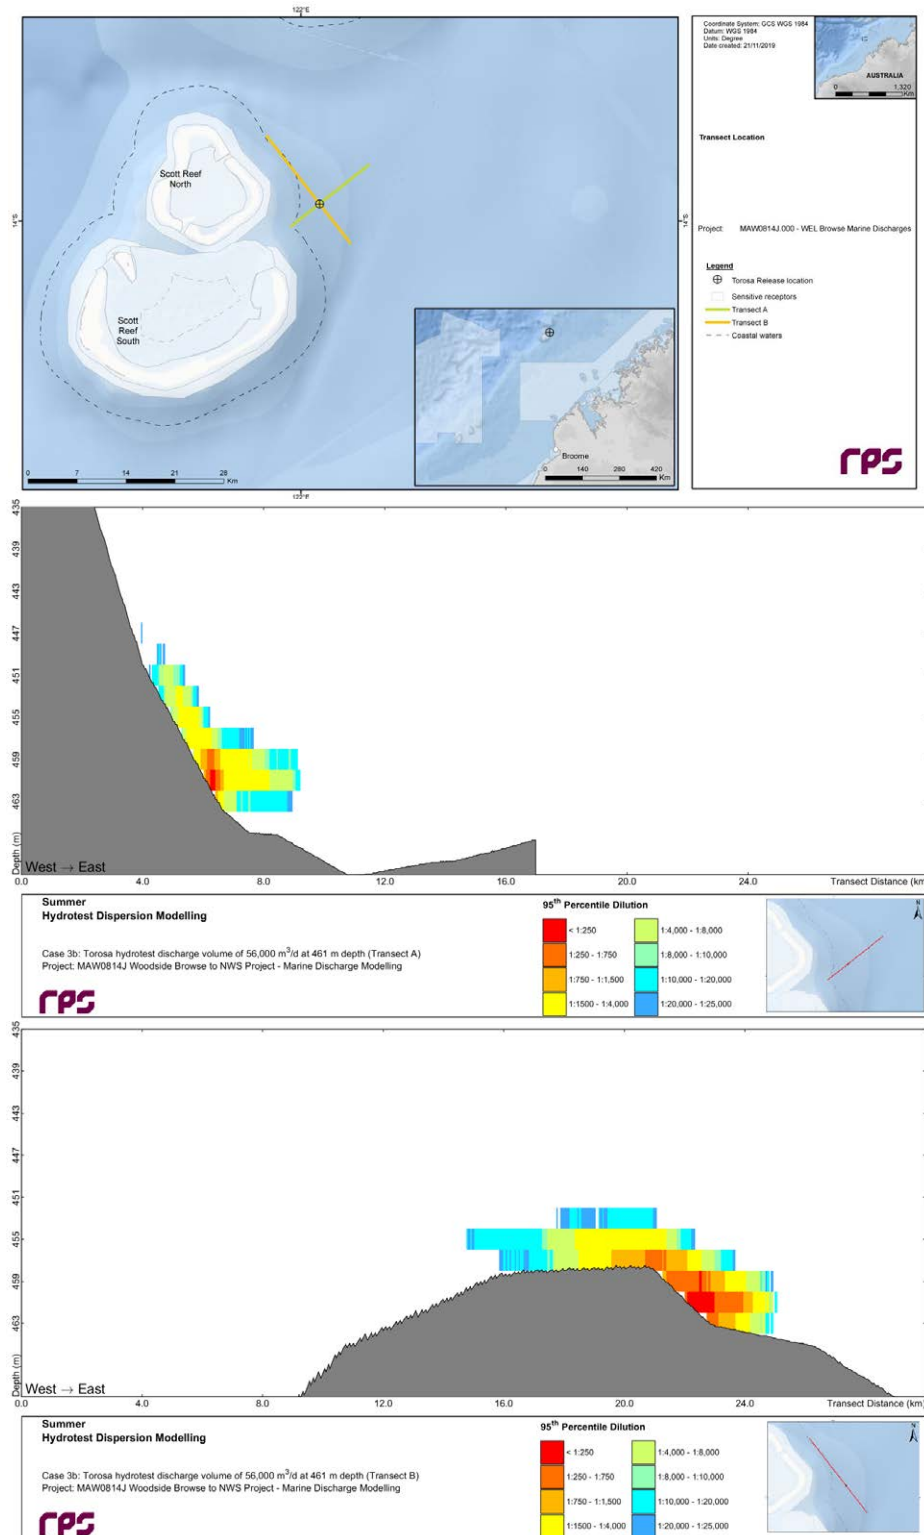 122°E
Coordinate System: GCS WGS 1984
Datum: WGS 1984
Units: Degree
Date created: 21/11/2019
AUSTRALIA
0 1,320
Km
Transect Location
Scott Reef
North
14°S
14°S
Project: MAW0814J.000 - WEL Browse Marine Discharges
Legend
Torosa Release location
Sensitive receptors
Transect A
Transect B
Coastal waters
Scott
Reef
South
Broome
0 140 280 420
Km
0 7 14 21 28
Km
122°E
rps
435
439
443
447
451
455
459
463
Depth (m)
West → East
0.0 4.0 8.0 12.0 16.0 20.0 24.0 Transect Distance (km
Summer
Hydrotest Dispersion Modelling
Case 3b: Torosa hydrotest discharge volume of 56,000 m³/d at 461 m depth (Transect A)
Project: MAW0814J Woodside Browse to NWS Project - Marine Discharge Modelling
rps
95th Percentile Dilution
< 1:250
1:250 - 1:750
1:750 - 1:1,500
1:1500 - 1:4,000
1:4,000 - 1:8,000
1:8,000 - 1:10,000
1:10,000 - 1:20,000
1:20,000 - 1:25,000
N
435
439
443
447
451
455
459
463
Depth (m)
West → East
0.0 4.0 8.0 12.0 16.0 20.0 24.0 Transect Distance (km
Summer
Hydrotest Dispersion Modelling
Case 3b: Torosa hydrotest discharge volume of 56,000 m³/d at 461 m depth (Transect B)
Project: MAW0814J Woodside Browse to NWS Project - Marine Discharge Modelling
rps
95th Percentile Dilution
< 1:250
1:250 - 1:750
1:750 - 1:1,500
1:1500 - 1:4,000
1:4,000 - 1:8,000
1:8,000 - 1:10,000
1:10,000 - 1:20,000
1:20,000 - 1:25,000
N